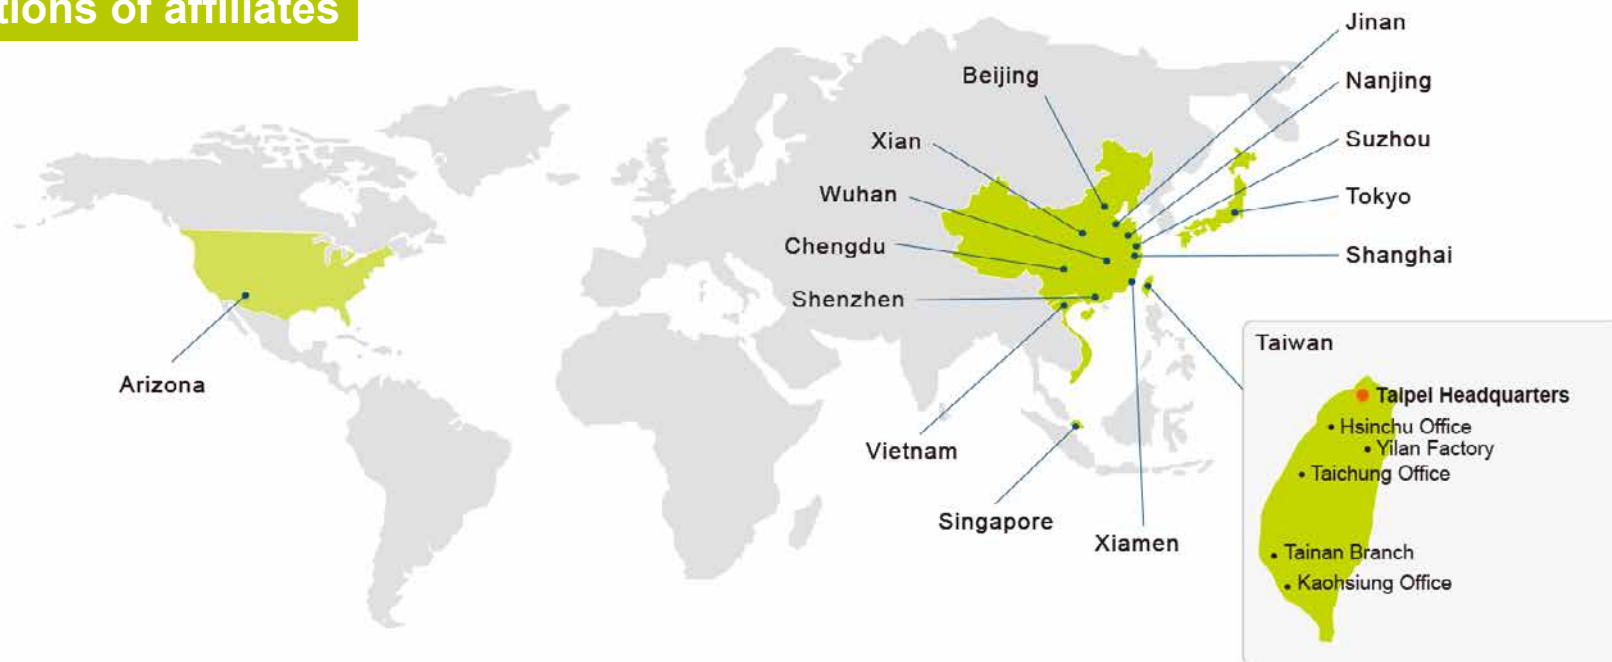 tions of affiliates
Jinan
Beijing
Nanjing
Xian
Suzhou
Wuhan
Tokyo
Chengdu
Shanghai
Shenzhen
Arizona
Vietnam
Singapore
Xiamen
Taiwan
Taipei Headquarters
Hsinchu Office
Yilan Factory
Taichung Office
Tainan Branch
Kaohsiung Office